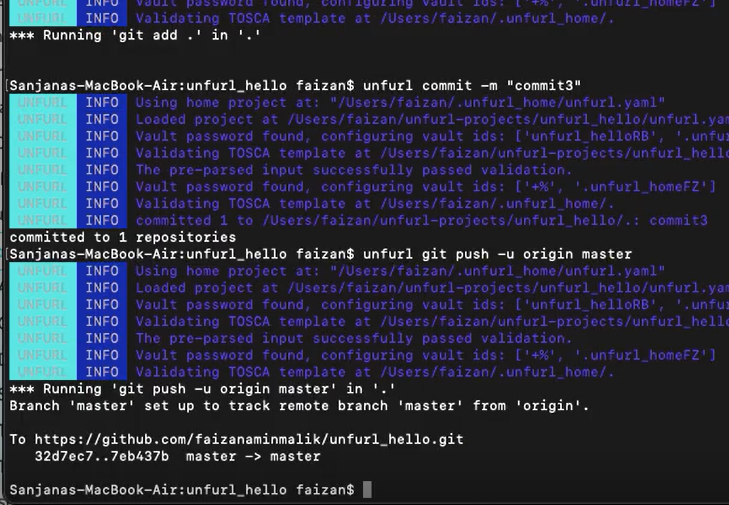 UNFURL INFO Vault password found, configuring vault ids: ['+%', '.unfurl_homeFZ']
UNFURL INFO Validating TOSCA template at /Users/faizan/.unfurl_home/.
*** Running 'git add .' in '.'
[Sanjanas-MacBook-Air:unfurl_hello faizan$ unfurl commit -m "commit3"
UNFURL INFO Using home project at: "/Users/faizan/.unfurl_home/unfurl.yaml"
UNFURL INFO Loaded project at /Users/faizan/unfurl-projects/unfurl_hello/unfurl.yam
UNFURL INFO Vault password found, configuring vault ids: ['unfurl_helloRB', '.unfur
UNFURL INFO Validating TOSCA template at /Users/faizan/unfurl-projects/unfurl_hello
UNFURL INFO The pre-parsed input successfully passed validation.
UNFURL INFO Vault password found, configuring vault ids: ['+%', '.unfurl_homeFZ']
UNFURL INFO Validating TOSCA template at /Users/faizan/.unfurl_home/.
UNFURL INFO committed 1 to /Users/faizan/unfurl-projects/unfurl_hello/.: commit3
committed to 1 repositories
[Sanjanas-MacBook-Air:unfurl_hello faizan$ unfurl git push -u origin master
UNFURL INFO Using home project at: "/Users/faizan/.unfurl_home/unfurl.yaml"
UNFURL INFO Loaded project at /Users/faizan/unfurl-projects/unfurl_hello/unfurl.yam
UNFURL INFO Vault password found, configuring vault ids: ['unfurl_helloRB', '.unfur
UNFURL INFO Validating TOSCA template at /Users/faizan/unfurl-projects/unfurl_hello
UNFURL INFO The pre-parsed input successfully passed validation.
UNFURL INFO Vault password found, configuring vault ids: ['+%', '.unfurl_homeFZ']
UNFURL INFO Validating TOSCA template at /Users/faizan/.unfurl_home/.
*** Running 'git push -u origin master' in '.'
Branch 'master' set up to track remote branch 'master' from 'origin'.
To https://github.com/faizanaminmalik/unfurl_hello.git
32d7ec7..7eb437b master -> master
Sanjanas-MacBook-Air:unfurl_hello faizan$